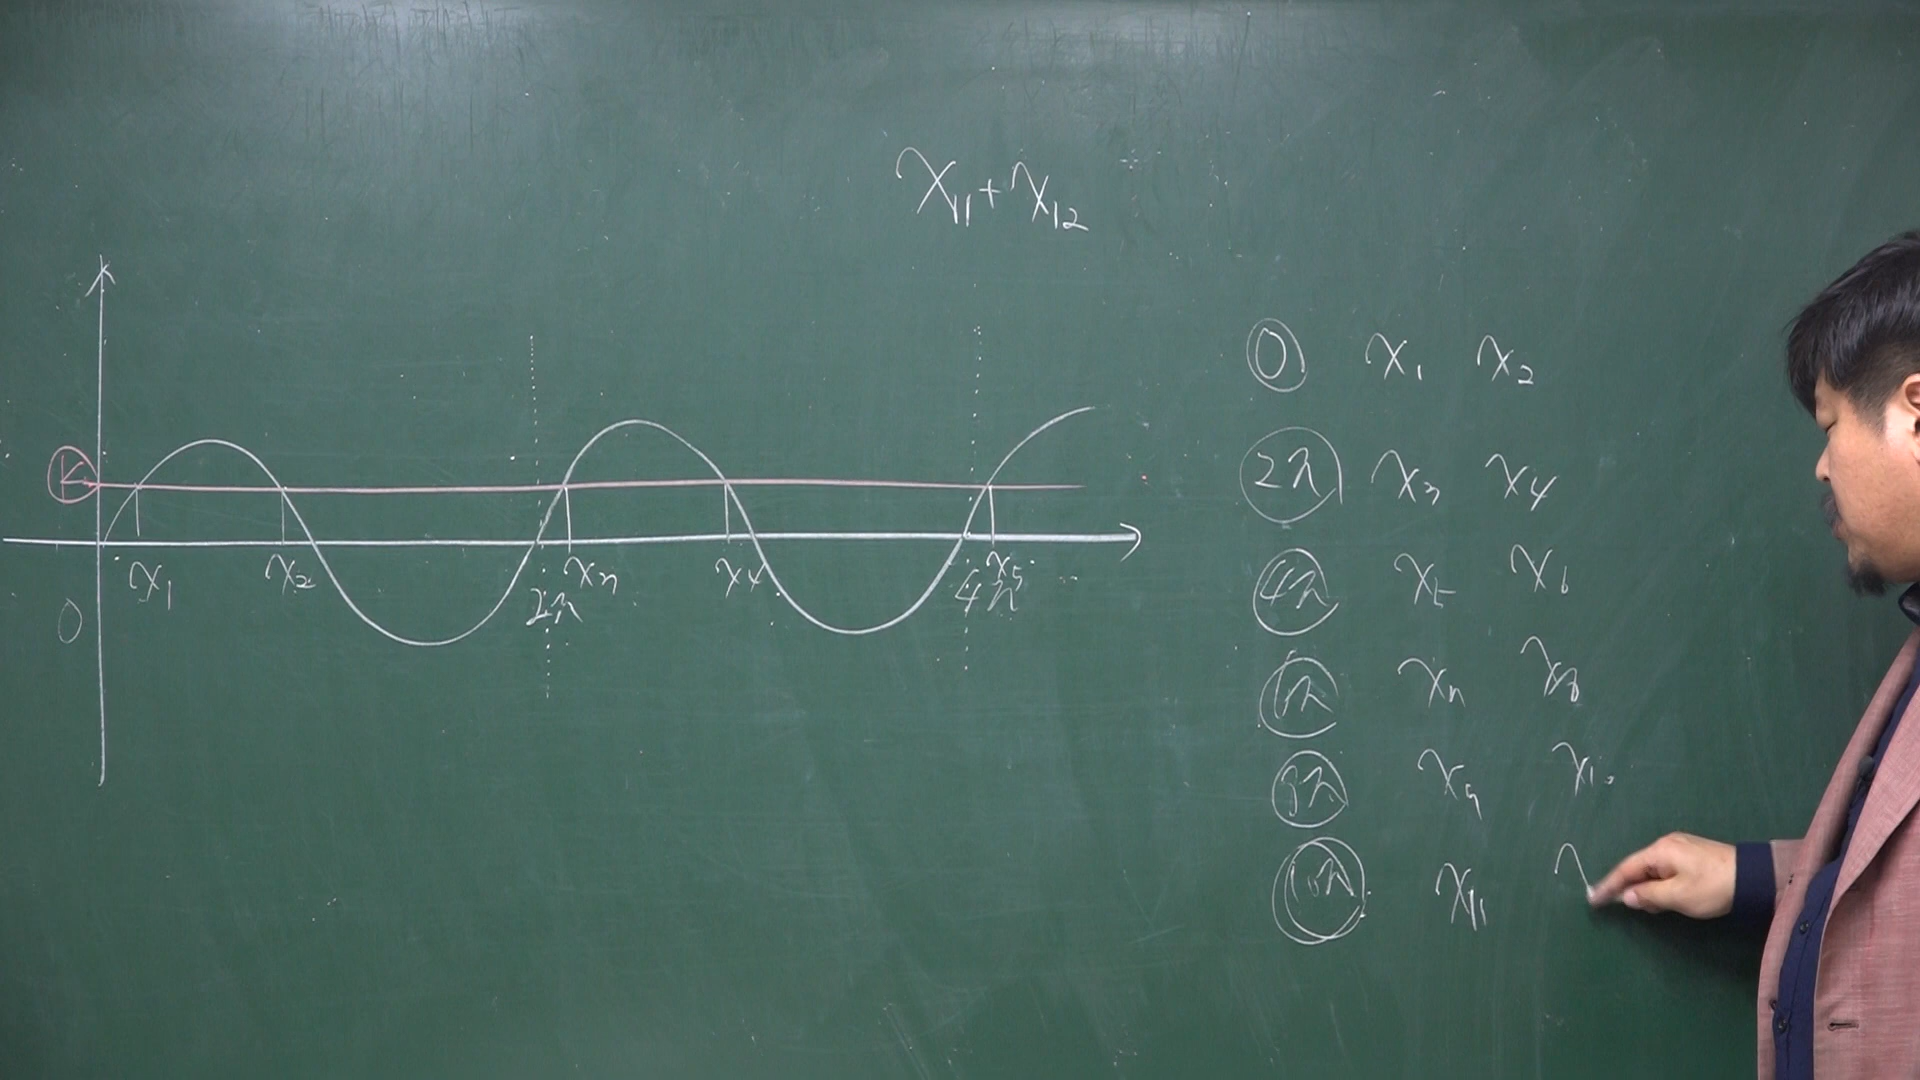 x₁₁ + x₁₂
k
0
x₁ x₂ 2π x₃ x₄ 4π x₅
0 x₁ x₂
2π x₃ x₄
4π x₅ x₆
6π x₇ x₈
8π x₉ x₁₀
10π x₁₁